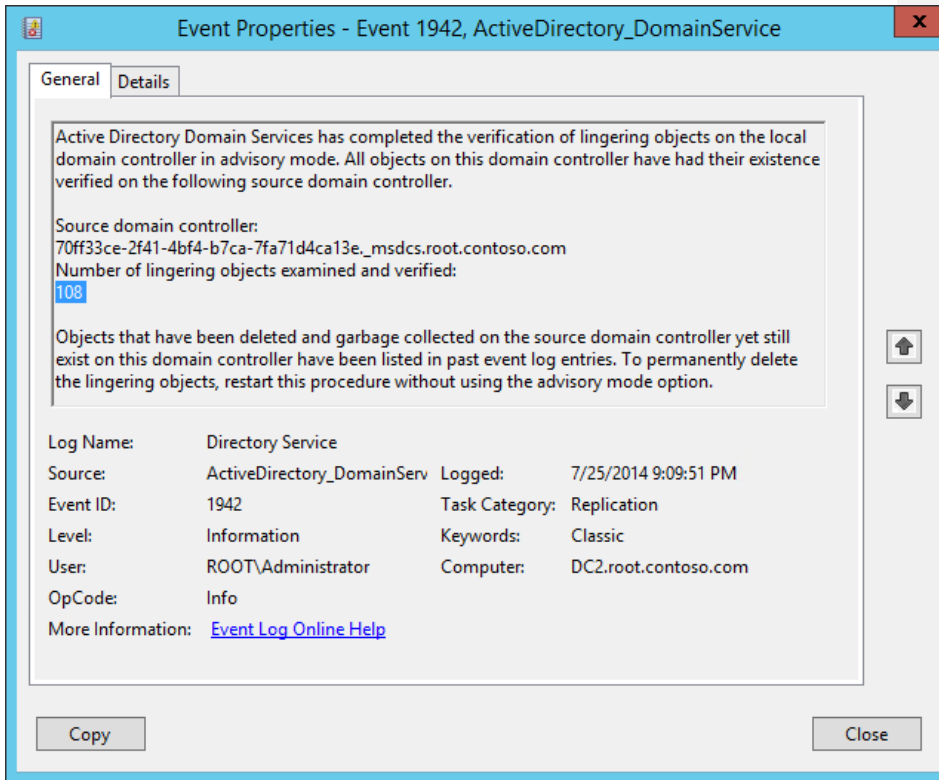 Event Properties - Event 1942, ActiveDirectory_DomainService
x
General Details
Active Directory Domain Services has completed the verification of lingering objects on the local
domain controller in advisory mode. All objects on this domain controller have had their existence
verified on the following source domain controller.
Source domain controller:
70ff33ce-2f41-4bf4-b7ca-7fa71d4ca13e._msdcs.root.contoso.com
Number of lingering objects examined and verified:
108
Objects that have been deleted and garbage collected on the source domain controller yet still
exist on this domain controller have been listed in past event log entries. To permanently delete
the lingering objects, restart this procedure without using the advisory mode option.
Log Name: Directory Service
Source: ActiveDirectory_DomainServ Logged: 7/25/2014 9:09:51 PM
Event ID: 1942 Task Category: Replication
Level: Information Keywords: Classic
User: ROOT\Administrator Computer: DC2.root.contoso.com
OpCode: Info
More Information: Event Log Online Help
Copy Close